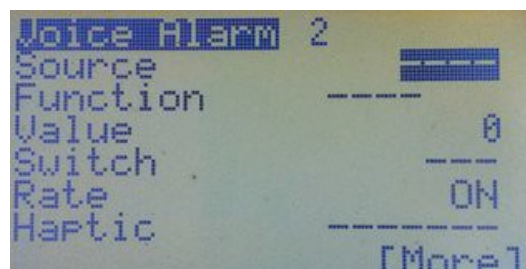 Voice Alarm 2
Source ----
Function ----
Value 0
Switch ---
Rate ON
Haptic -------
[More]